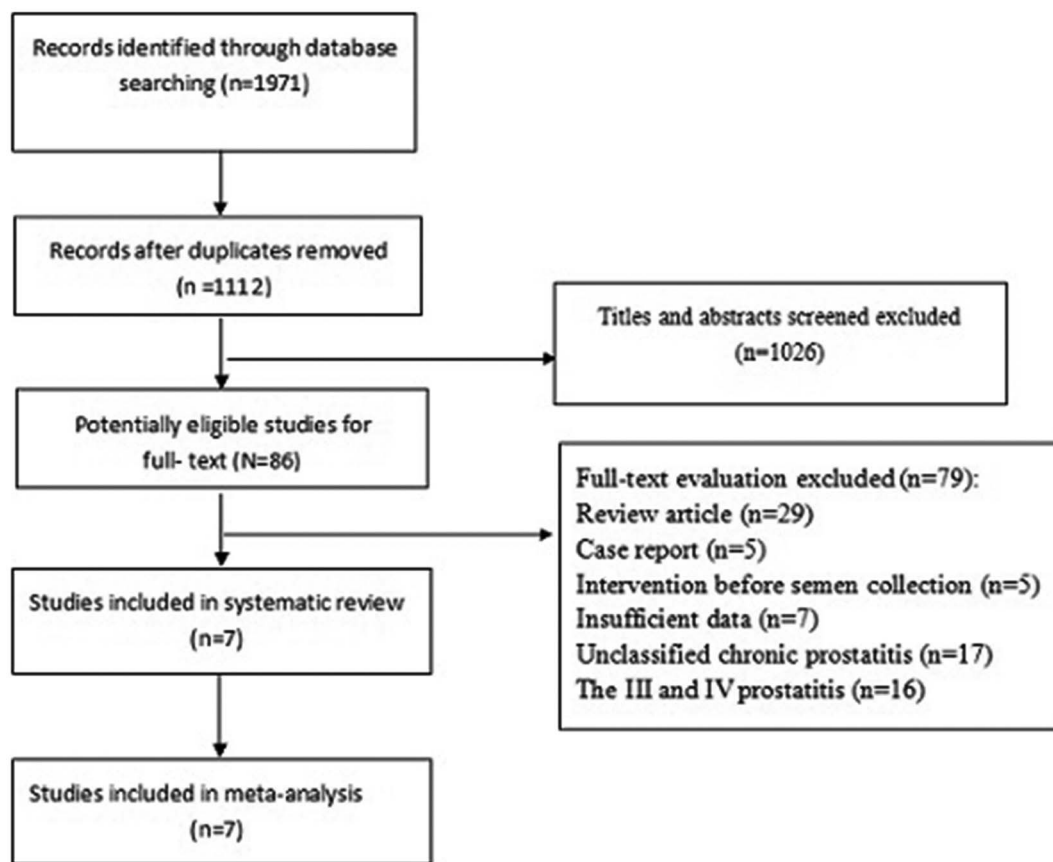 Records identified through database
searching (n=1971)
Records after duplicates removed
(n =1112)
Titles and abstracts screened excluded
(n=1026)
Potentially eligible studies for
full- text (N=86)
Full-text evaluation excluded (n=79):
Review article (n=29)
Case report (n=5)
Intervention before semen collection (n=5)
Insufficient data (n=7)
Unclassified chronic prostatitis (n=17)
The III and IV prostatitis (n=16)
Studies included in systematic review
(n=7)
Studies included in meta-analysis
(n=7)